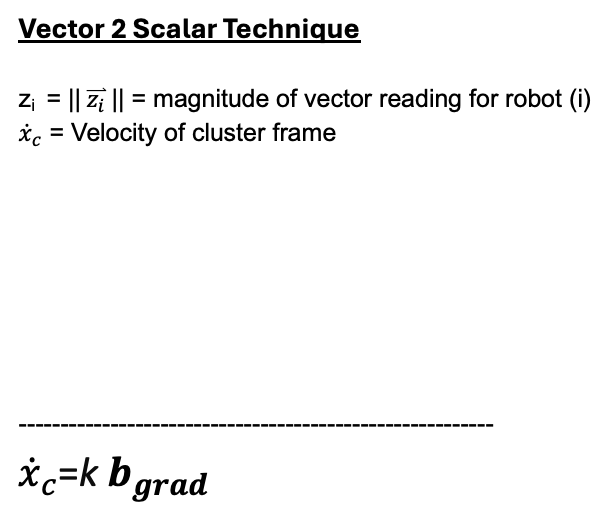 Vector 2 Scalar Technique
zᵢ = || z⃗ᵢ || = magnitude of vector reading for robot (i)
ẋ꜀ = Velocity of cluster frame
--------------------------------------------------------
ẋ꜀=k b_grad